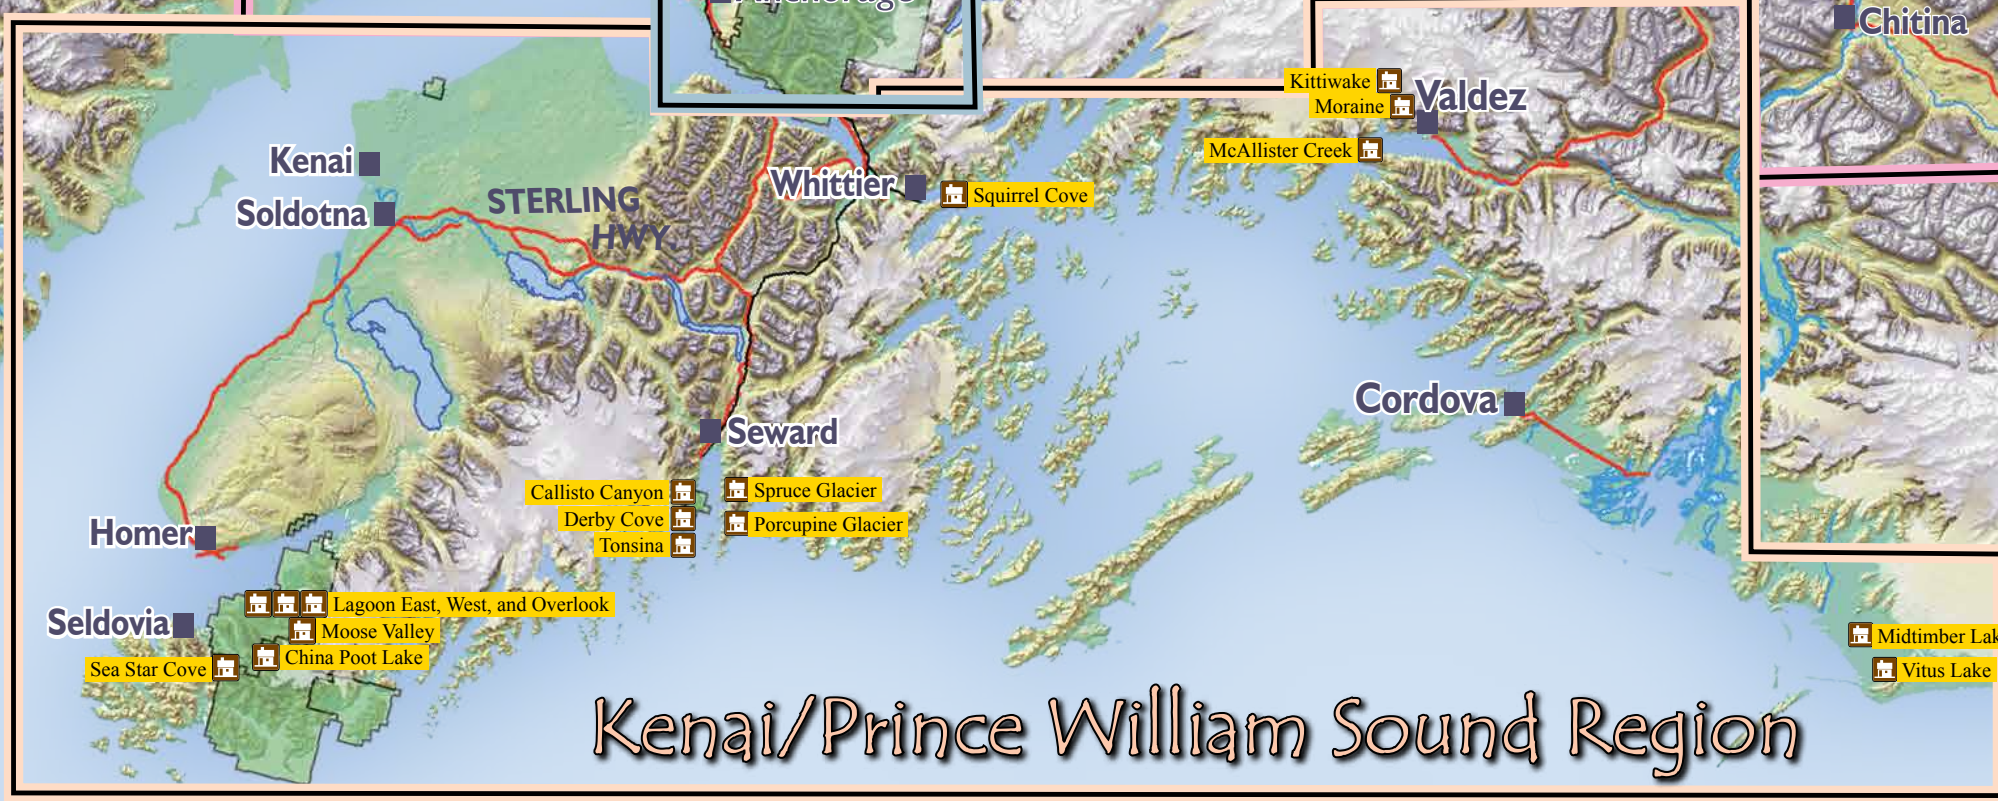 Anchorage
Chitina
Kittiwake
Moraine
Valdez
McAllister Creek
Kenai
Whittier
Squirrel Cove
Soldotna
STERLING
HWY.
Cordova
Seward
Callisto Canyon
Spruce Glacier
Derby Cove
Porcupine Glacier
Tonsina
Homer
Lagoon East, West, and Overlook
Seldovia
Moose Valley
China Poot Lake
Sea Star Cove
Midtimber Lak
Vitus Lake
Kenai/Prince William Sound Region